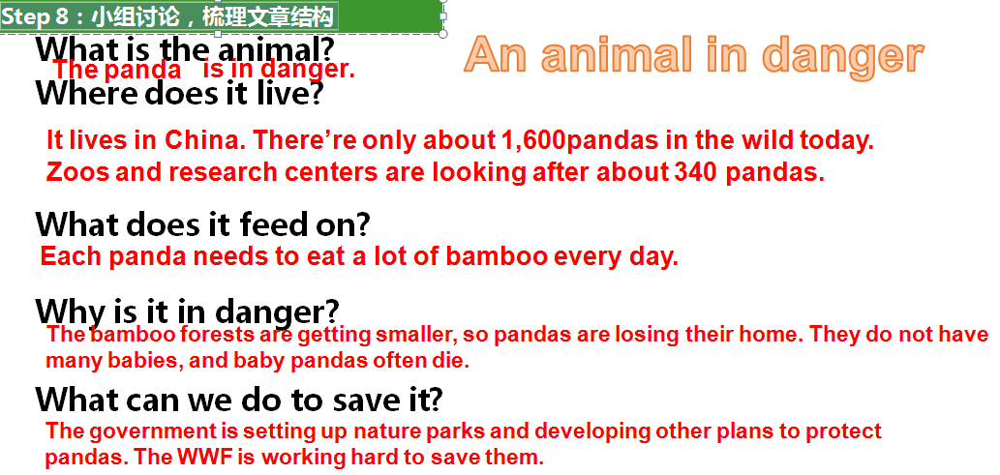 Step 8：小组讨论，梳理文章结构
An animal in danger
What is the animal?
The panda is in danger.
Where does it live?
It lives in China. There’re only about 1,600pandas in the wild today.
Zoos and research centers are looking after about 340 pandas.
What does it feed on?
Each panda needs to eat a lot of bamboo every day.
Why is it in danger?
The bamboo forests are getting smaller, so pandas are losing their home. They do not have
many babies, and baby pandas often die.
What can we do to save it?
The government is setting up nature parks and developing other plans to protect
pandas. The WWF is working hard to save them.